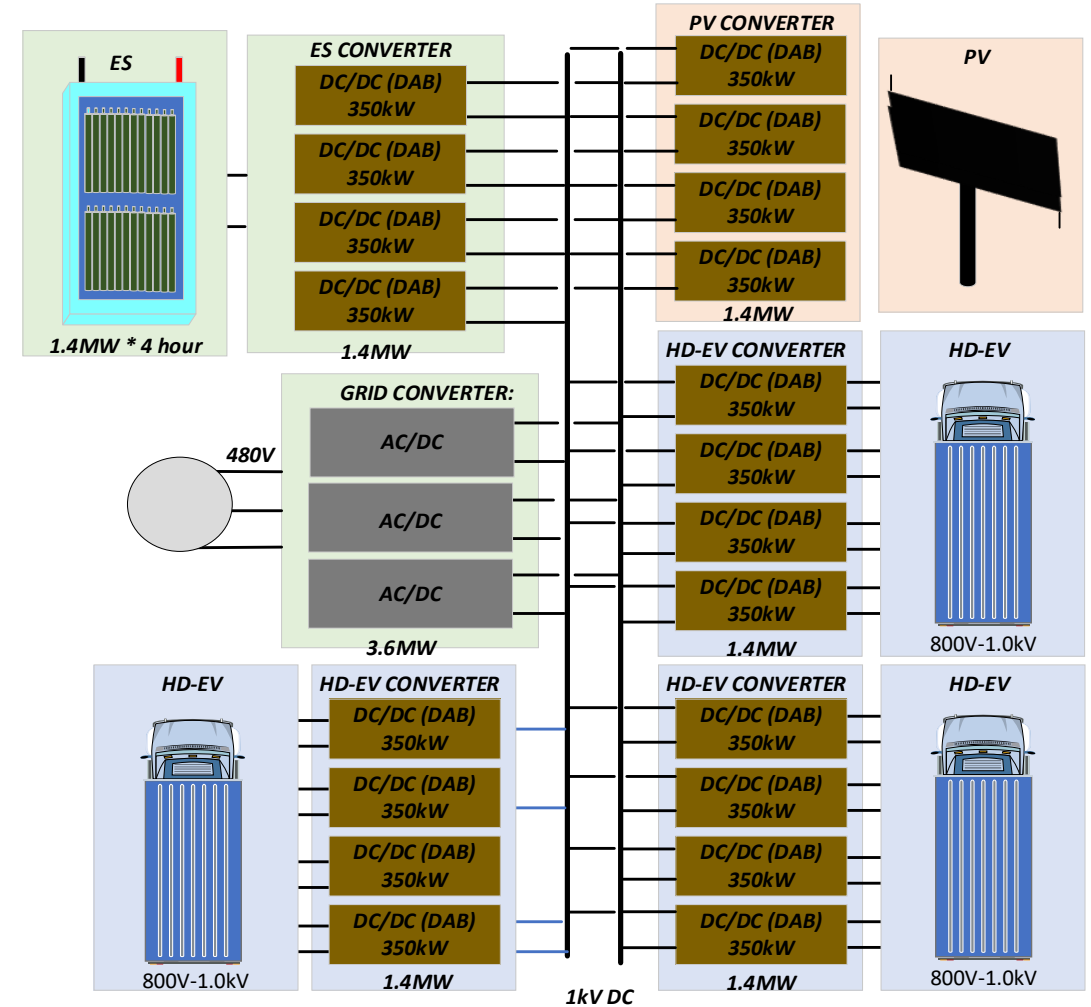 ES
1.4MW * 4 hour
ES CONVERTER
DC/DC (DAB)
350kW
DC/DC (DAB)
350kW
DC/DC (DAB)
350kW
DC/DC (DAB)
350kW
1.4MW
PV CONVERTER
DC/DC (DAB)
350kW
DC/DC (DAB)
350kW
DC/DC (DAB)
350kW
DC/DC (DAB)
350kW
1.4MW
PV
GRID CONVERTER:
480V
AC/DC
AC/DC
AC/DC
3.6MW
HD-EV CONVERTER
DC/DC (DAB)
350kW
DC/DC (DAB)
350kW
DC/DC (DAB)
350kW
DC/DC (DAB)
350kW
1.4MW
HD-EV
800V-1.0kV
HD-EV
800V-1.0kV
HD-EV CONVERTER
DC/DC (DAB)
350kW
DC/DC (DAB)
350kW
DC/DC (DAB)
350kW
DC/DC (DAB)
350kW
1.4MW
HD-EV CONVERTER
DC/DC (DAB)
350kW
DC/DC (DAB)
350kW
DC/DC (DAB)
350kW
DC/DC (DAB)
350kW
1.4MW
HD-EV
800V-1.0kV
1kV DC